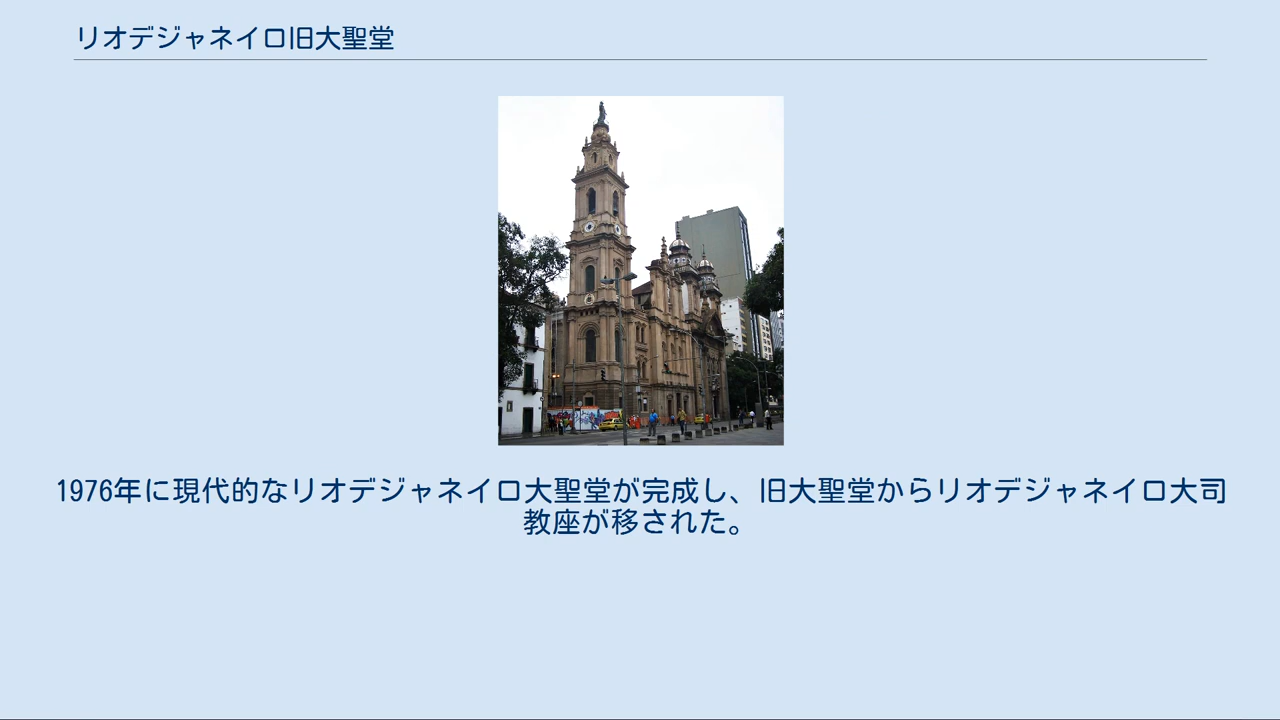 リオデジャネイロ旧大聖堂
1976年に現代的なリオデジャネイロ大聖堂が完成し、旧大聖堂からリオデジャネイロ大司
教座が移された。